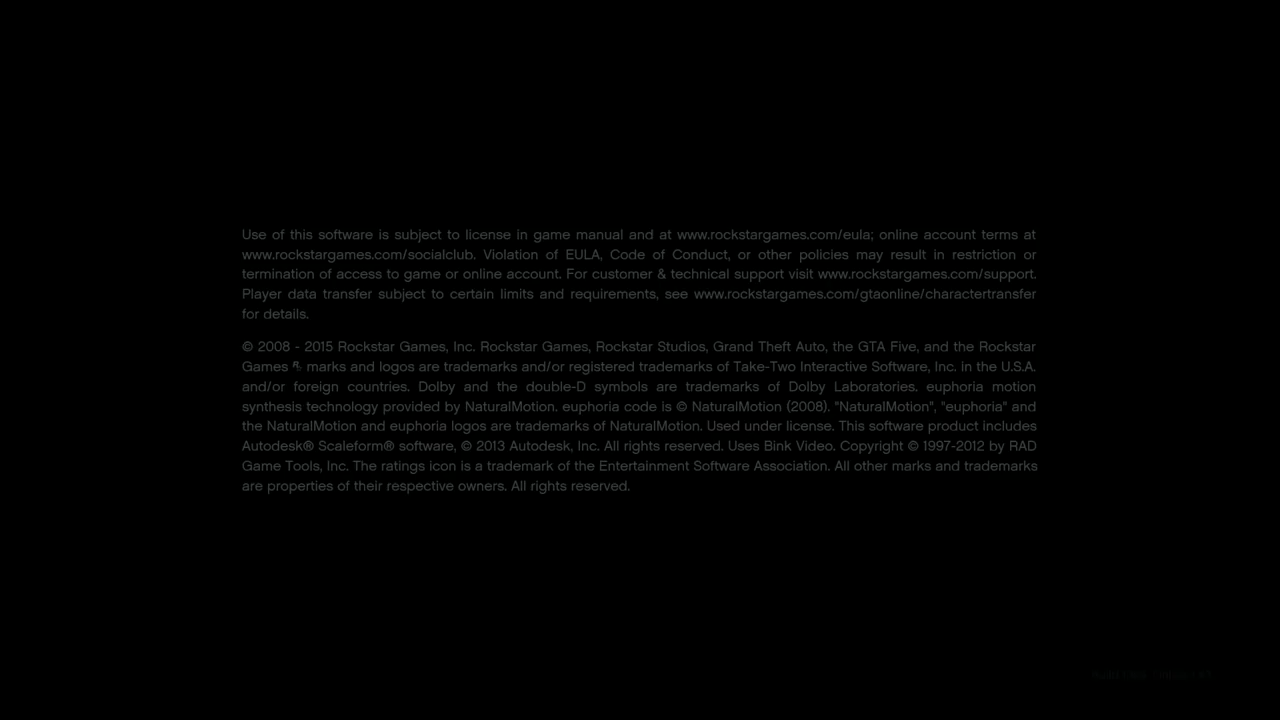 Use of this software is subject to license in game manual and at www.rockstargames.com/eula; online account terms at
www.rockstargames.com/socialclub. Violation of EULA, Code of Conduct, or other policies may result in restriction or
termination of access to game or online account. For customer & technical support visit www.rockstargames.com/support.
Player data transfer subject to certain limits and requirements, see www.rockstargames.com/gtaonline/charactertransfer
for details.
© 2008 - 2015 Rockstar Games, Inc. Rockstar Games, Rockstar Studios, Grand Theft Auto, the GTA Five, and the Rockstar
Games R* marks and logos are trademarks and/or registered trademarks of Take-Two Interactive Software, Inc. in the U.S.A.
and/or foreign countries. Dolby and the double-D symbols are trademarks of Dolby Laboratories. euphoria motion
synthesis technology provided by NaturalMotion. euphoria code is © NaturalMotion (2008). "NaturalMotion", "euphoria" and
the NaturalMotion and euphoria logos are trademarks of NaturalMotion. Used under license. This software product includes
Autodesk® Scaleform® software, © 2013 Autodesk, Inc. All rights reserved. Uses Bink Video. Copyright © 1997-2012 by RAD
Game Tools, Inc. The ratings icon is a trademark of the Entertainment Software Association. All other marks and trademarks
are properties of their respective owners. All rights reserved.